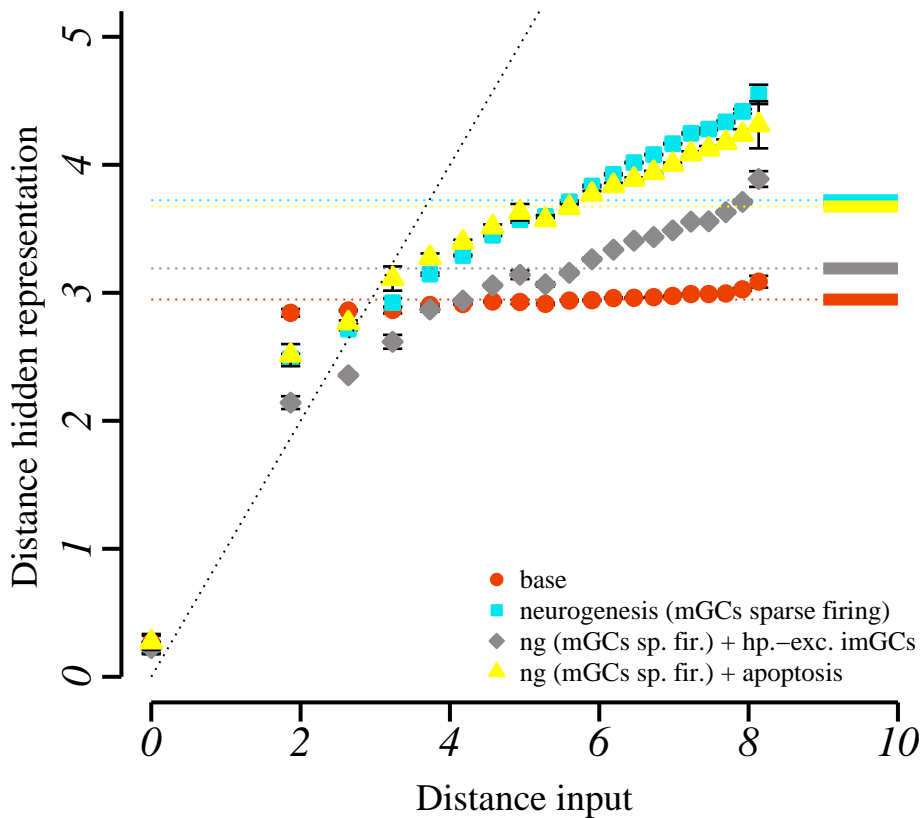 5
4
3
2
1
0
Distance hidden representation
base
neurogenesis (mGCs sparse firing)
ng (mGCs sp. fir.) + hp.−exc. imGCs
ng (mGCs sp. fir.) + apoptosis
0 2 4 6 8 10
Distance input